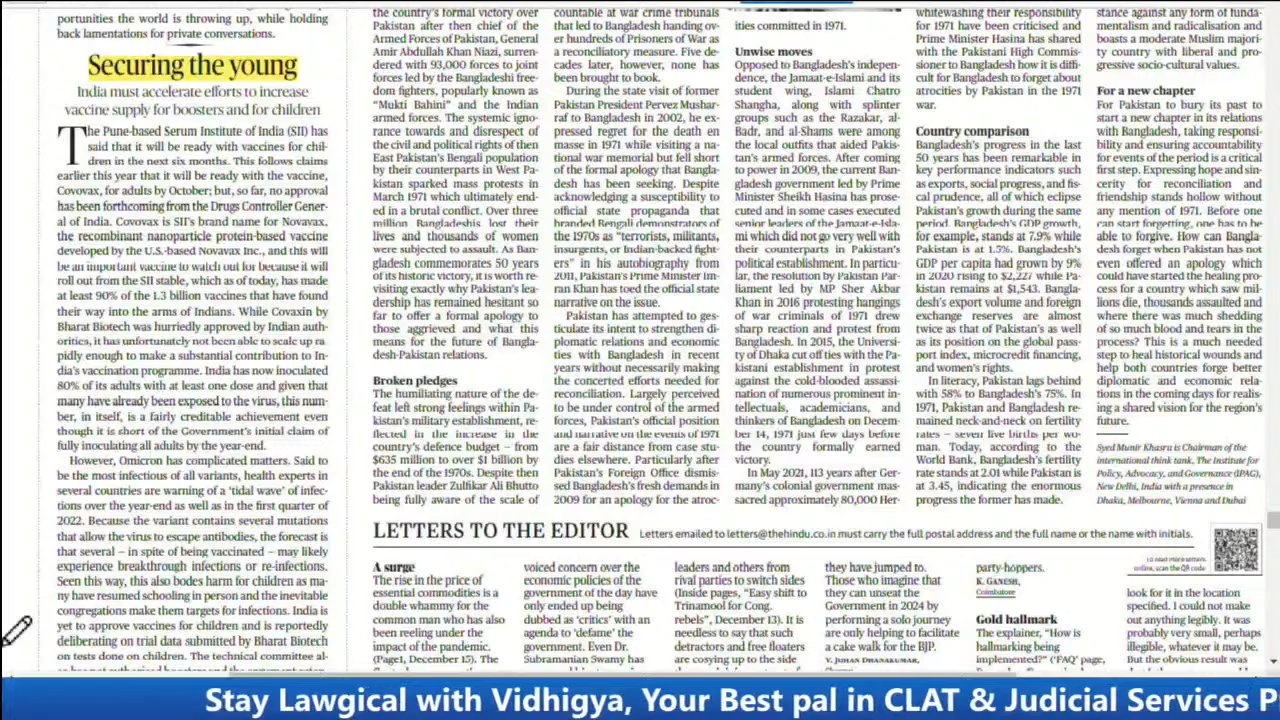 portunities the world is throwing up, while holding
back lamentations for private conversations.
Securing the young
India must accelerate efforts to increase
vaccine supply for boosters and for children
The Pune-based Serum Institute of India (SII) has
said that it will be ready with vaccines for chil-
dren in the next six months. This follows claims
earlier this year that it will be ready with the vaccine,
Covovax, for adults by October; but, so far, no approval
has been forthcoming from the Drugs Controller Gener-
al of India. Covovax is SII's brand name for Novavax,
the recombinant nanoparticle protein-based vaccine
developed by the U.S.-based Novavax Inc., and this will
be an important vaccine to watch out for because it will
roll out from the SII stable, which as of today, has made
at least 90% of the 1.3 billion vaccines that have found
their way into the arms of Indians. While Covaxin by
Bharat Biotech was hurriedly approved by Indian auth-
orities, it has unfortunately not been able to scale up ra-
pidly enough to make a substantial contribution to In-
dia's vaccination programme. India has now inoculated
80% of its adults with at least one dose and given that
many have already been exposed to the virus, this num-
ber, in itself, is a fairly creditable achievement even
though it is short of the Government's initial claim of
fully inoculating all adults by the year-end.
However, Omicron has complicated matters. Said to
be the most infectious of all variants, health experts in
several countries are warning of a 'tidal wave' of infec-
tions over the year-end as well as in the first quarter of
2022. Because the variant contains several mutations
that allow the virus to escape antibodies, the forecast is
that several – in spite of being vaccinated – may likely
experience breakthrough infections or re-infections.
Seen this way, this also bodes harm for children as ma-
ny have resumed schooling in person and the inevitable
congregations make them targets for infections. India is
yet to approve vaccines for children and is reportedly
deliberating on trial data submitted by Bharat Biotech
on tests done on children. The technical committee al-
the country's formal victory over
Pakistan after then chief of the
Armed Forces of Pakistan, General
Amir Abdullah Khan Niazi, surren-
dered with 93,000 forces to joint
forces led by the Bangladeshi free-
dom fighters, popularly known as
"Mukti Bahini" and the Indian
armed forces. The systemic igno-
rance towards and disrespect of
the civil and political rights of then
East Pakistan's Bengali population
by their counterparts in West Pa-
kistan sparked mass protests in
March 1971 which ultimately end-
ed in a brutal conflict. Over three
million Bangladeshis lost their
lives and thousands of women
were subjected to assault. As Ban-
gladesh commemorates 50 years
of its historic victory, it is worth re-
visiting exactly why Pakistan's lea-
dership has remained hesitant so
far to offer a formal apology to
those aggrieved and what this
means for the future of Bangla-
desh-Pakistan relations.
Broken pledges
The humiliating nature of the de-
feat left strong feelings within Pa-
kistan's military establishment, re-
flected in the increase in the
country's defence budget – from
$635 million to over $1 billion by
the end of the 1970s. Despite then
Pakistan leader Zulfikar Ali Bhutto
being fully aware of the scale of
countable at war crime tribunals
that led to Bangladesh handing ov-
er hundreds of Prisoners of War as
a reconciliatory measure. Five de-
cades later, however, none has
been brought to book.
During the state visit of former
Pakistan President Pervez Mushar-
raf to Bangladesh in 2002, he ex-
pressed regret for the death en
masse in 1971 while visiting a na-
tional war memorial but fell short
of the formal apology that Bangla-
desh has been seeking. Despite
acknowledging a susceptibility to
official state propaganda that
branded Bengali demonstrators of
the 1970s as "terrorists, militants,
insurgents, or Indian-backed fight-
ers" in his autobiography from
2011, Pakistan's Prime Minister Im-
ran Khan has toed the official state
narrative on the issue.
Pakistan has attempted to ges-
ticulate its intent to strengthen di-
plomatic relations and economic
ties with Bangladesh in recent
years without necessarily making
the concerted efforts needed for
reconciliation. Largely perceived
to be under control of the armed
forces, Pakistan's official position
and narrative on the events of 1971
are a far distance from case stu-
dies elsewhere. Particularly after
Pakistan's Foreign Office dismis-
sed Bangladesh's fresh demands in
2009 for an apology for the atroc-
ities committed in 1971.
Unwise moves
Opposed to Bangladesh's indepen-
dence, the Jamaat-e-Islami and its
student wing, Islami Chatro
Shangha, along with splinter
groups such as the Razakar, al-
Badr, and al-Shams were among
the local outfits that aided Pakis-
tan's armed forces. After coming
to power in 2009, the current Ban-
gladesh government led by Prime
Minister Sheikh Hasina has prose-
cuted and in some cases executed
senior leaders of the Jamaat-e-Isla-
mi which did not go very well with
their counterparts in Pakistan's
political establishment. In particu-
lar, the resolution by Pakistan Par-
liament led by MP Sher Akbar
Khan in 2016 protesting hangings
of war criminals of 1971 drew
sharp reaction and protest from
Bangladesh. In 2015, the Universi-
ty of Dhaka cut off ties with the Pa-
kistani establishment in protest
against the cold-blooded assassi-
nation of numerous prominent in-
tellectuals, academicians, and
thinkers of Bangladesh on Decem-
ber 14, 1971 just few days before
the country formally earned
victory.
In May 2021, 113 years after Ger-
many's colonial government mas-
sacred approximately 80,000 Her-
whitewashing their responsibility
for 1971 have been criticised and
Prime Minister Hasina has shared
with the Pakistani High Commis-
sioner to Bangladesh how it is diffi-
cult for Bangladesh to forget about
atrocities by Pakistan in the 1971
war.
Country comparison
Bangladesh's progress in the last
50 years has been remarkable in
key performance indicators such
as exports, social progress, and fis-
cal prudence, all of which eclipse
Pakistan's growth during the same
period. Bangladesh's GDP growth,
for example, stands at 7.9% while
Pakistan is at 1.5%. Bangladesh's
GDP per capita had grown by 9%
in 2020 rising to $2,227 while Pa-
kistan remains at $1,543. Bangla-
desh's export volume and foreign
exchange reserves are almost
twice as that of Pakistan's as well
as its position on the global pass-
port index, microcredit financing,
and women's rights.
In literacy, Pakistan lags behind
with 58% to Bangladesh's 75%. In
1971, Pakistan and Bangladesh re-
mained neck-and-neck on fertility
rates – seven live births per wo-
man. Today, according to the
World Bank, Bangladesh's fertility
rate stands at 2.01 while Pakistan is
at 3.45, indicating the enormous
progress the former has made.
stance against any form of funda-
mentalism and radicalisation and
boasts a moderate Muslim majori-
ty country with liberal and pro-
gressive socio-cultural values.
For a new chapter
For Pakistan to bury its past to
start a new chapter in its relations
with Bangladesh, taking responsi-
bility and ensuring accountability
for events of the period is a critical
first step. Expressing hope and sin-
cerity for reconciliation and
friendship stands hollow without
any mention of 1971. Before one
can start forgetting, one has to be
able to forgive. How can Bangla-
desh forget when Pakistan has not
even offered an apology which
could have started the healing pro-
cess for a country which saw mil-
lions die, thousands assaulted and
where there was much shedding
of so much blood and tears in the
process? This is a much needed
step to heal historical wounds and
help both countries forge better
diplomatic and economic rela-
tions in the coming days for realis-
ing a shared vision for the region's
future.
Syed Munir Khasru is Chairman of the
international think tank, The Institute for
Policy, Advocacy, and Governance (IPAG),
New Delhi, India with a presence in
Dhaka, Melbourne, Vienna and Dubai
LETTERS TO THE EDITOR Letters emailed to letters@thehindu.co.in must carry the full postal address and the full name or the name with initials.
To read more letters
online, scan the QR code
A surge
The rise in the price of
essential commodities is a
double whammy for the
common man who has also
been reeling under the
impact of the pandemic.
(Page1, December 15). The
voiced concern over the
economic policies of the
government of the day have
only ended up being
dubbed as 'critics' with an
agenda to 'defame' the
government. Even Dr.
Subramanian Swamy has
leaders and others from
rival parties to switch sides
(Inside pages, "Easy shift to
Trinamool for Cong.
rebels", December 13). It is
needless to say that such
detractors and free floaters
are cosying up to the side
they have jumped to.
Those who imagine that
they can unseat the
Government in 2024 by
performing a solo journey
are only helping to facilitate
a cake walk for the BJP.
V. JOHAN DHANAKUMAR,
party-hoppers.
K. GANESH,
Coimbatore
Gold hallmark
The explainer, "How is
hallmarking being
implemented?" ('FAQ' page,
look for it in the location
specified. I could not make
out anything legibly. It was
probably very small, perhaps
illegible, whatever it may be.
But the obvious result was
Stay Lawgical with Vidhigya, Your Best pal in CLAT & Judicial Services P